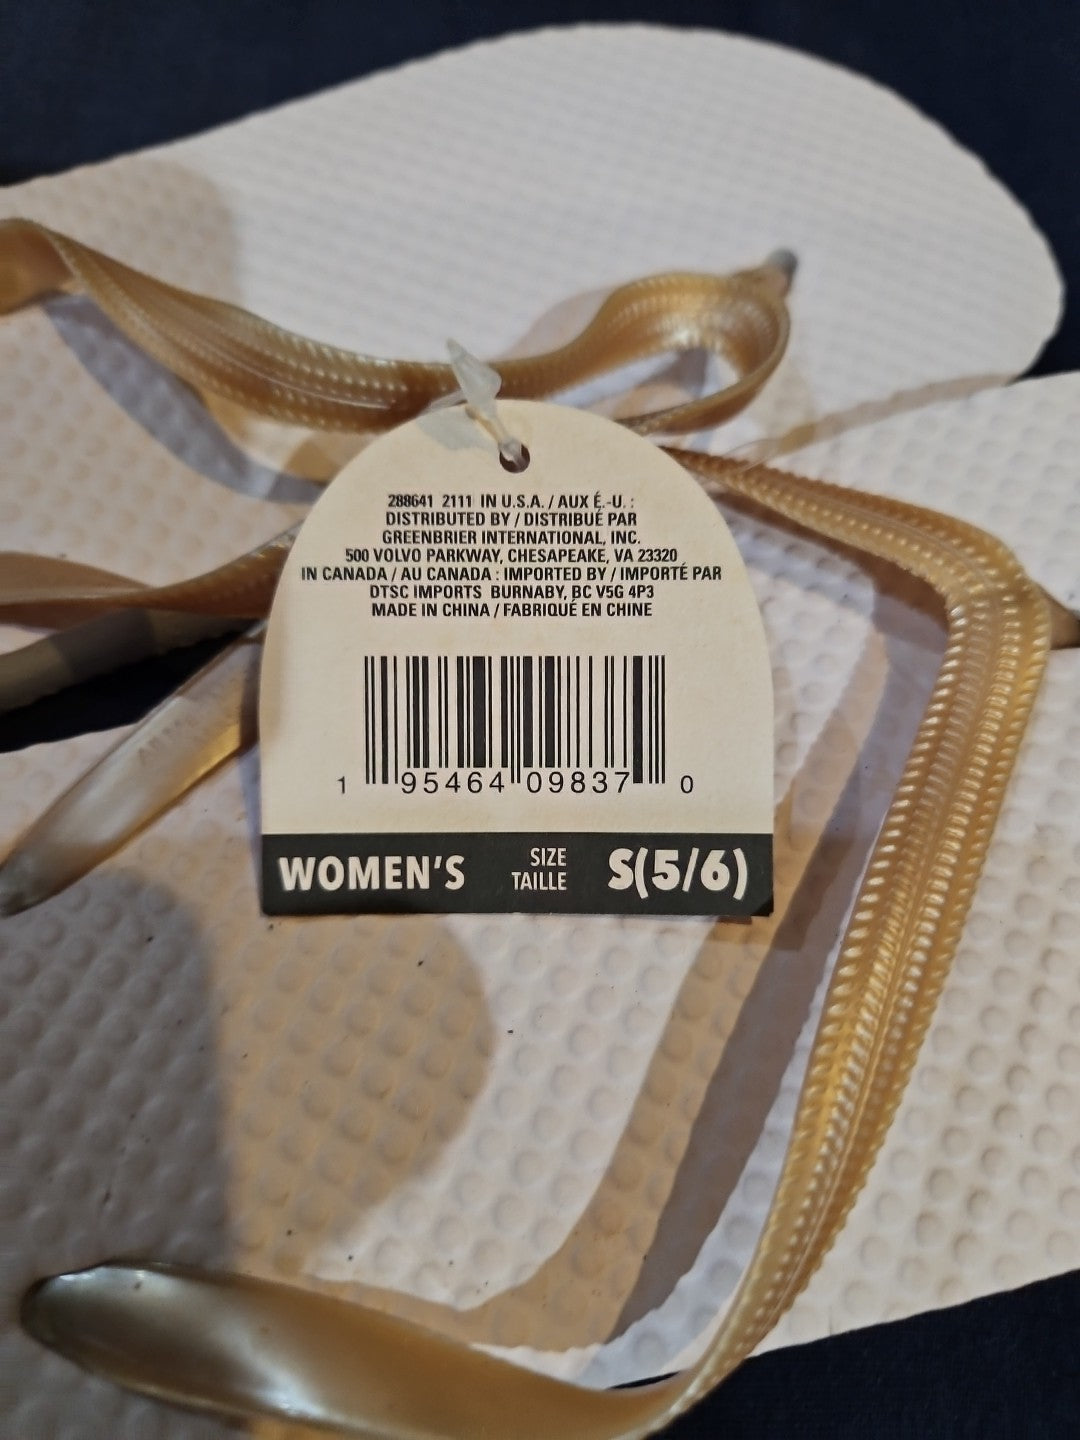 288641 2111 IN U.S.A. / AUX É.-U. :
DISTRIBUTED BY / DISTRIBUÉ PAR
GREENBRIER INTERNATIONAL, INC.
500 VOLVO PARKWAY, CHESAPEAKE, VA 23320
IN CANADA / AU CANADA : IMPORTED BY / IMPORTÉ PAR
DTSC IMPORTS BURNABY, BC V5G 4P3
MADE IN CHINA / FABRIQUÉ EN CHINE
1 95464 09837 0
WOMEN'S SIZE TAILLE S(5/6)